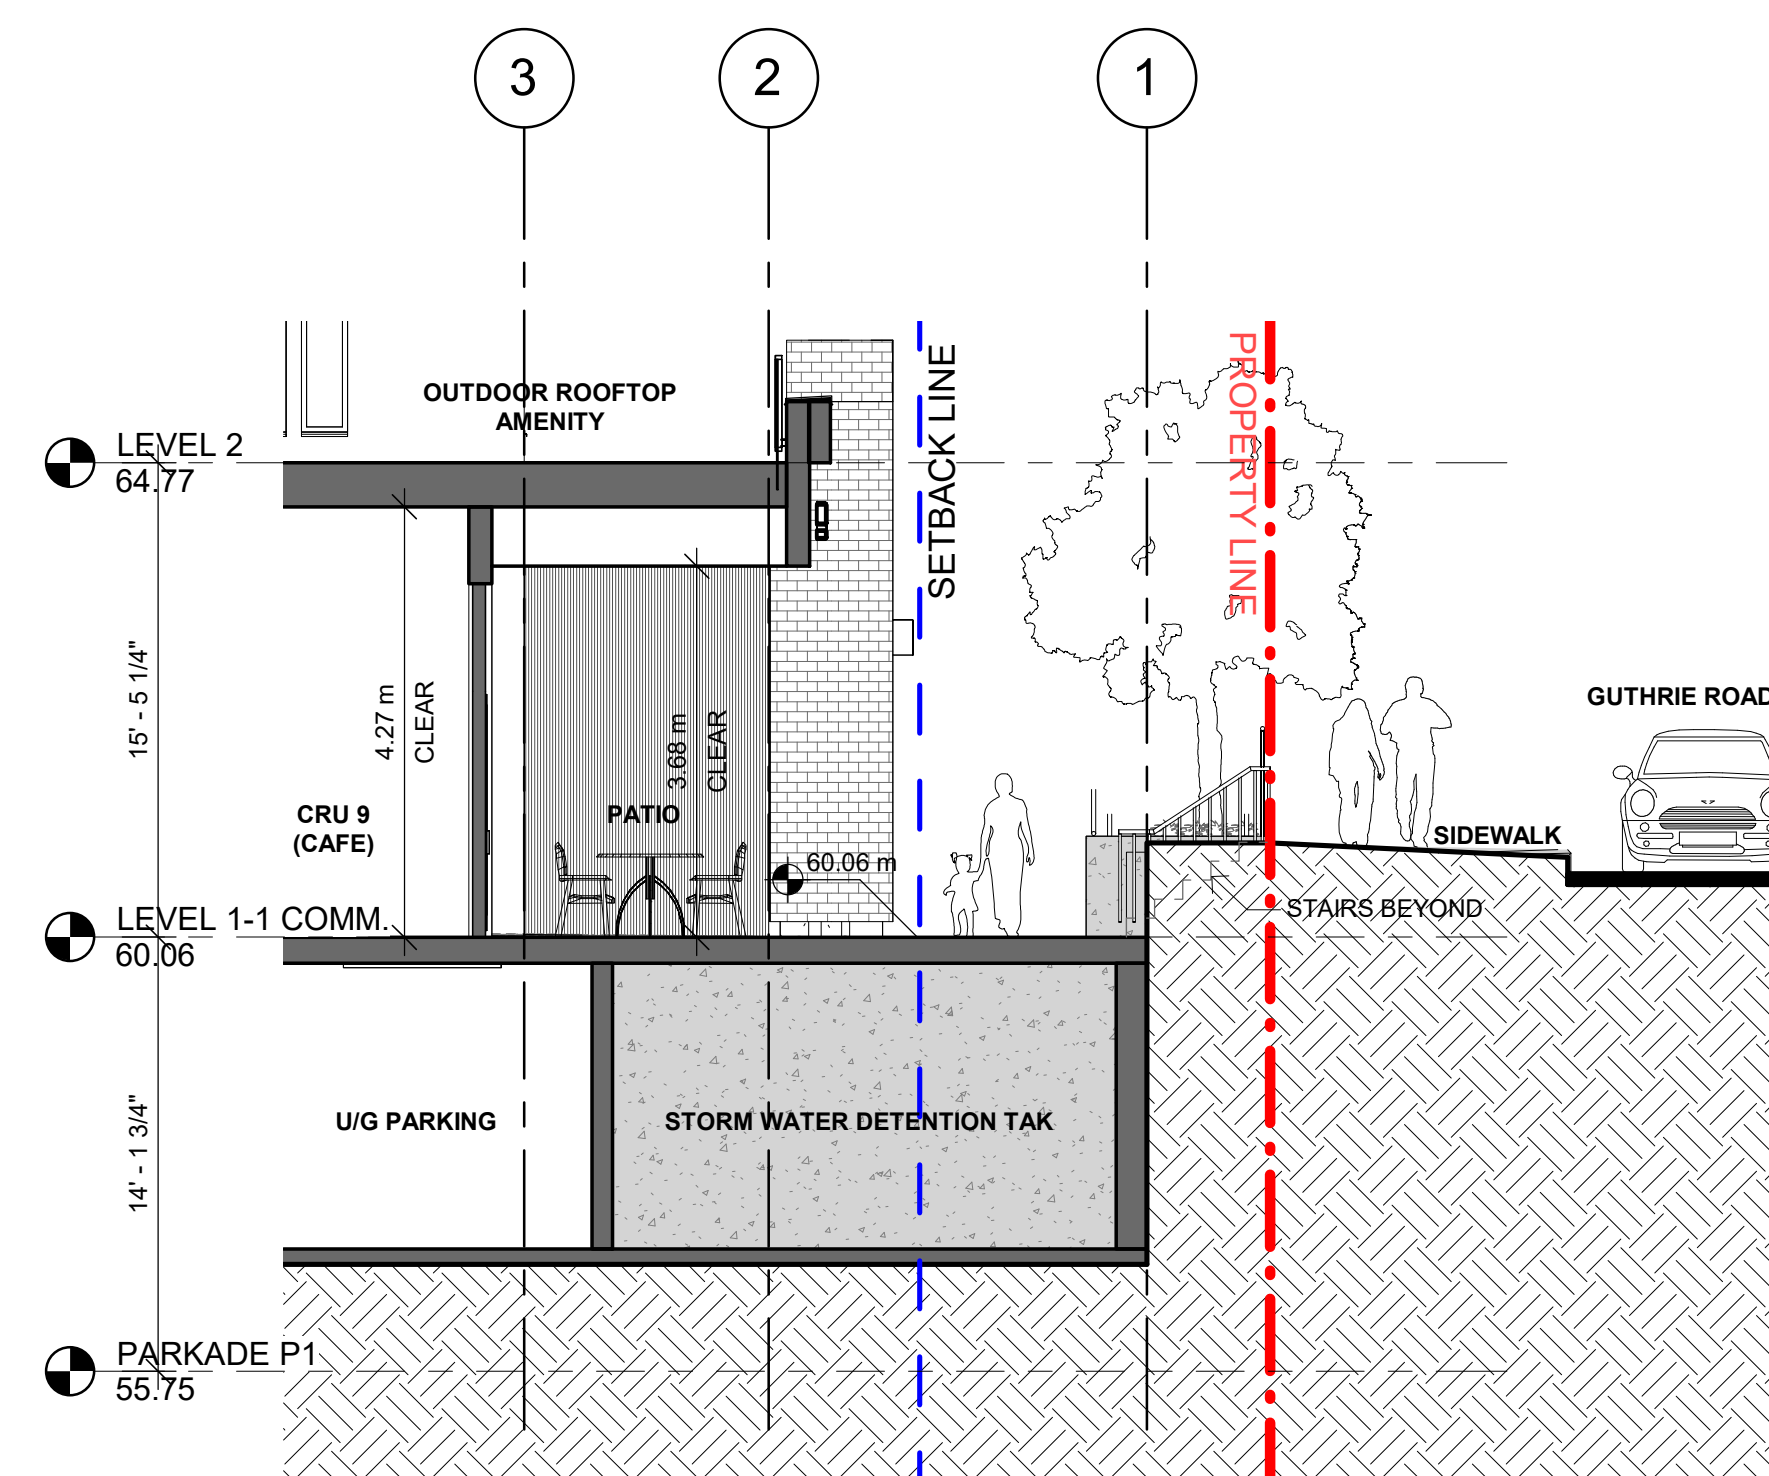 3
2
1
OUTDOOR ROOFTOP
AMENITY
SETBACK LINE
PROPERTY LINE
LEVEL 2
64.77
15' - 5 1/4"
4.27 m
CLEAR
3.68 m
CLEAR
GUTHRIE ROAD
CRU 9
(CAFE)
PATIO
SIDEWALK
60.06 m
STAIRS BEYOND
LEVEL 1-1 COMM.
60.06
14' - 1 3/4"
U/G PARKING
STORM WATER DETENTION TAK
PARKADE P1
55.75